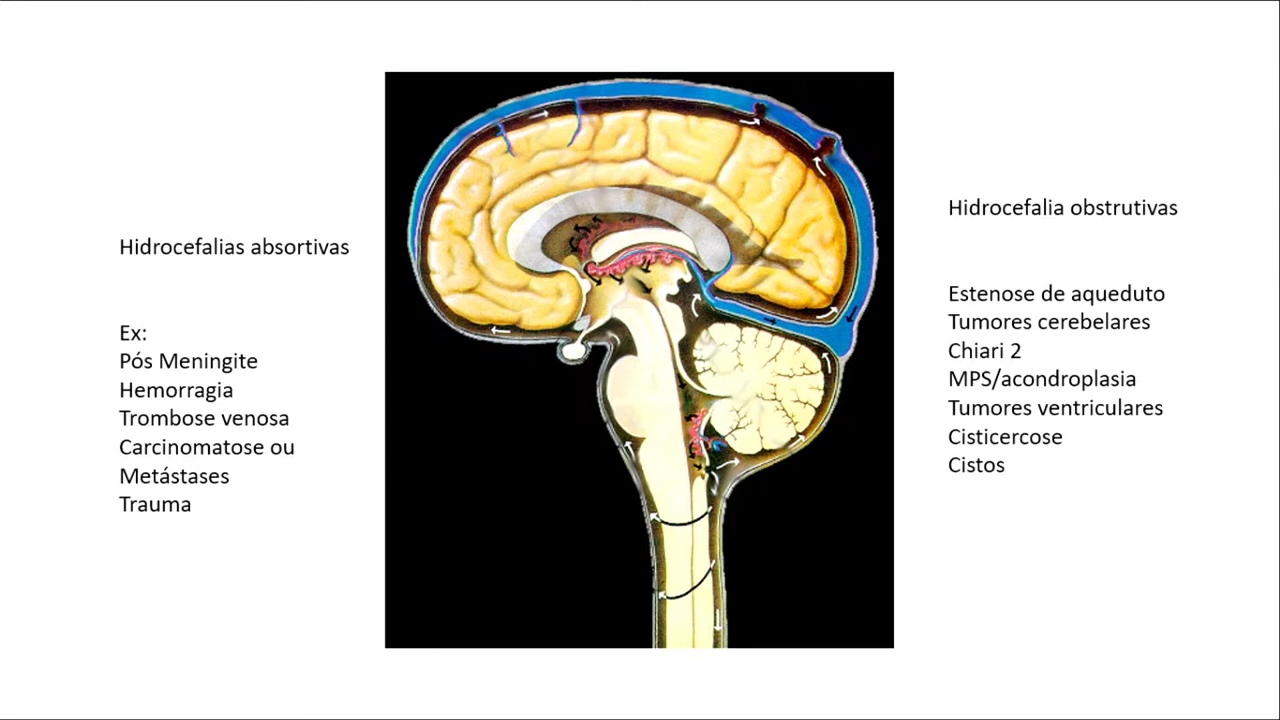 Hidrocefalias absortivas
Ex:
Pós Meningite
Hemorragia
Trombose venosa
Carcinomatose ou
Metástases
Trauma
Hidrocefalia obstrutivas
Estenose de aqueduto
Tumores cerebelares
Chiari 2
MPS/acondroplasia
Tumores ventriculares
Cisticercose
Cistos